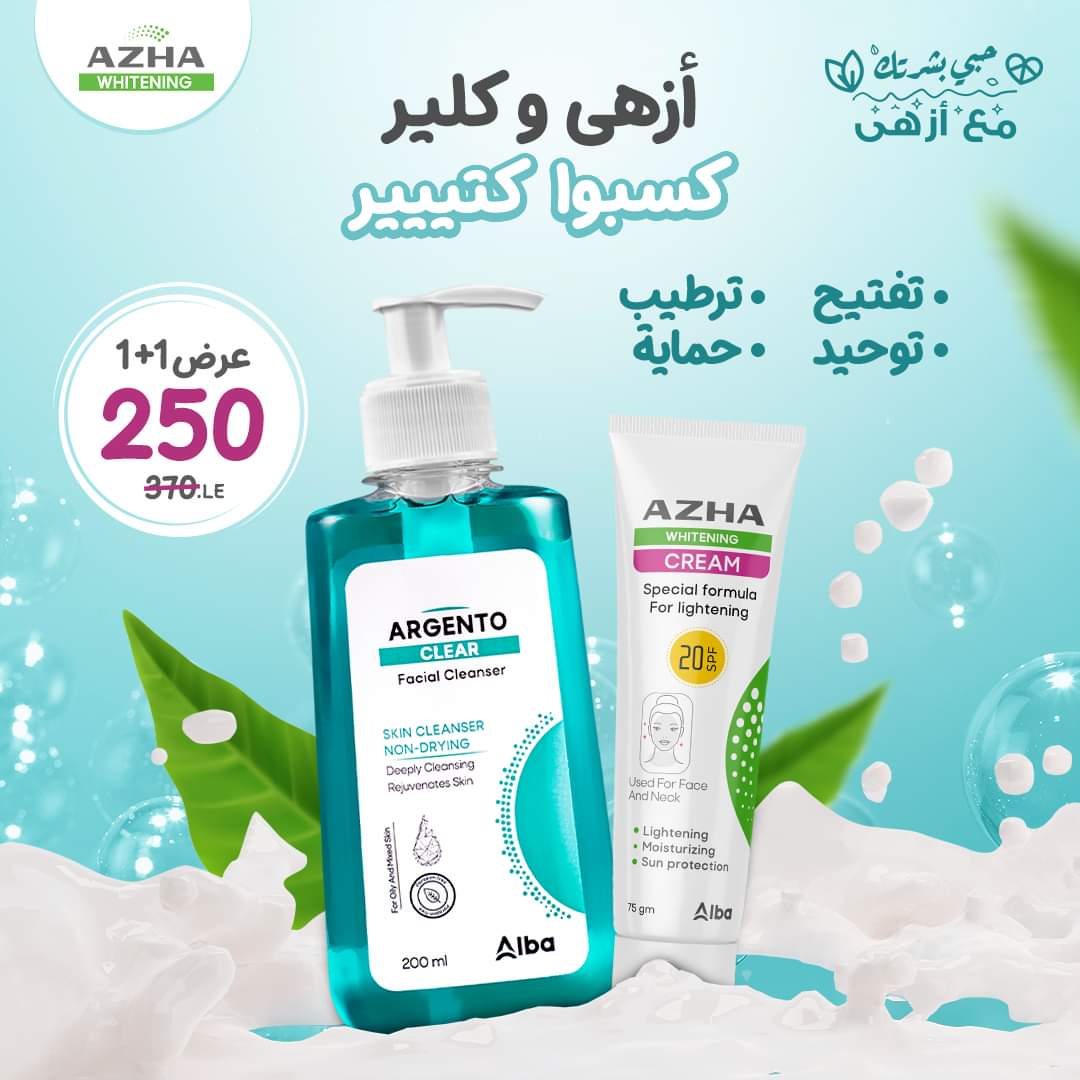 AZHA
WHITENING
حبي بشرتك
مع أزهى
أزهى و كلير
كسبوا كتييير
• تفتيح • ترطيب
• توحيد • حماية
عرض 1+1
250
370.LE
ARGENTO
CLEAR
Facial Cleanser
SKIN CLEANSER
NON-DRYING
Deeply Cleansing
Rejuvenates Skin
For Oily And Mixed Skin
200 ml
Alba
AZHA
WHITENING
CREAM
Special formula
For lightening
20 SPF
Used For Face
And Neck
• Lightening
• Moisturizing
• Sun protection
75 gm
Alba